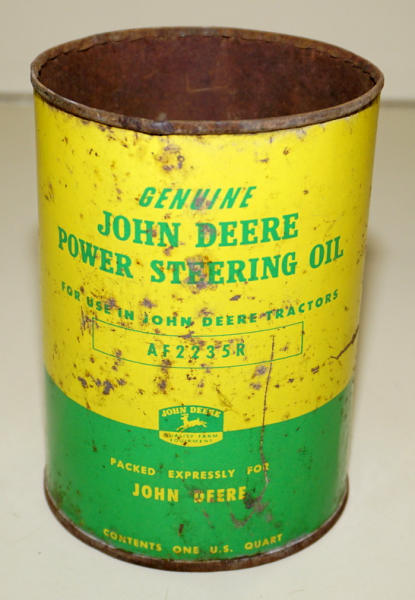 GENUINE
JOHN DEERE
POWER STEERING OIL
FOR USE IN JOHN DEERE TRACTORS
AF2235R
JOHN DEERE
QUALITY FARM
EQUIPMENT
PACKED EXPRESSLY FOR
JOHN DEERE
CONTENTS ONE U.S. QUART